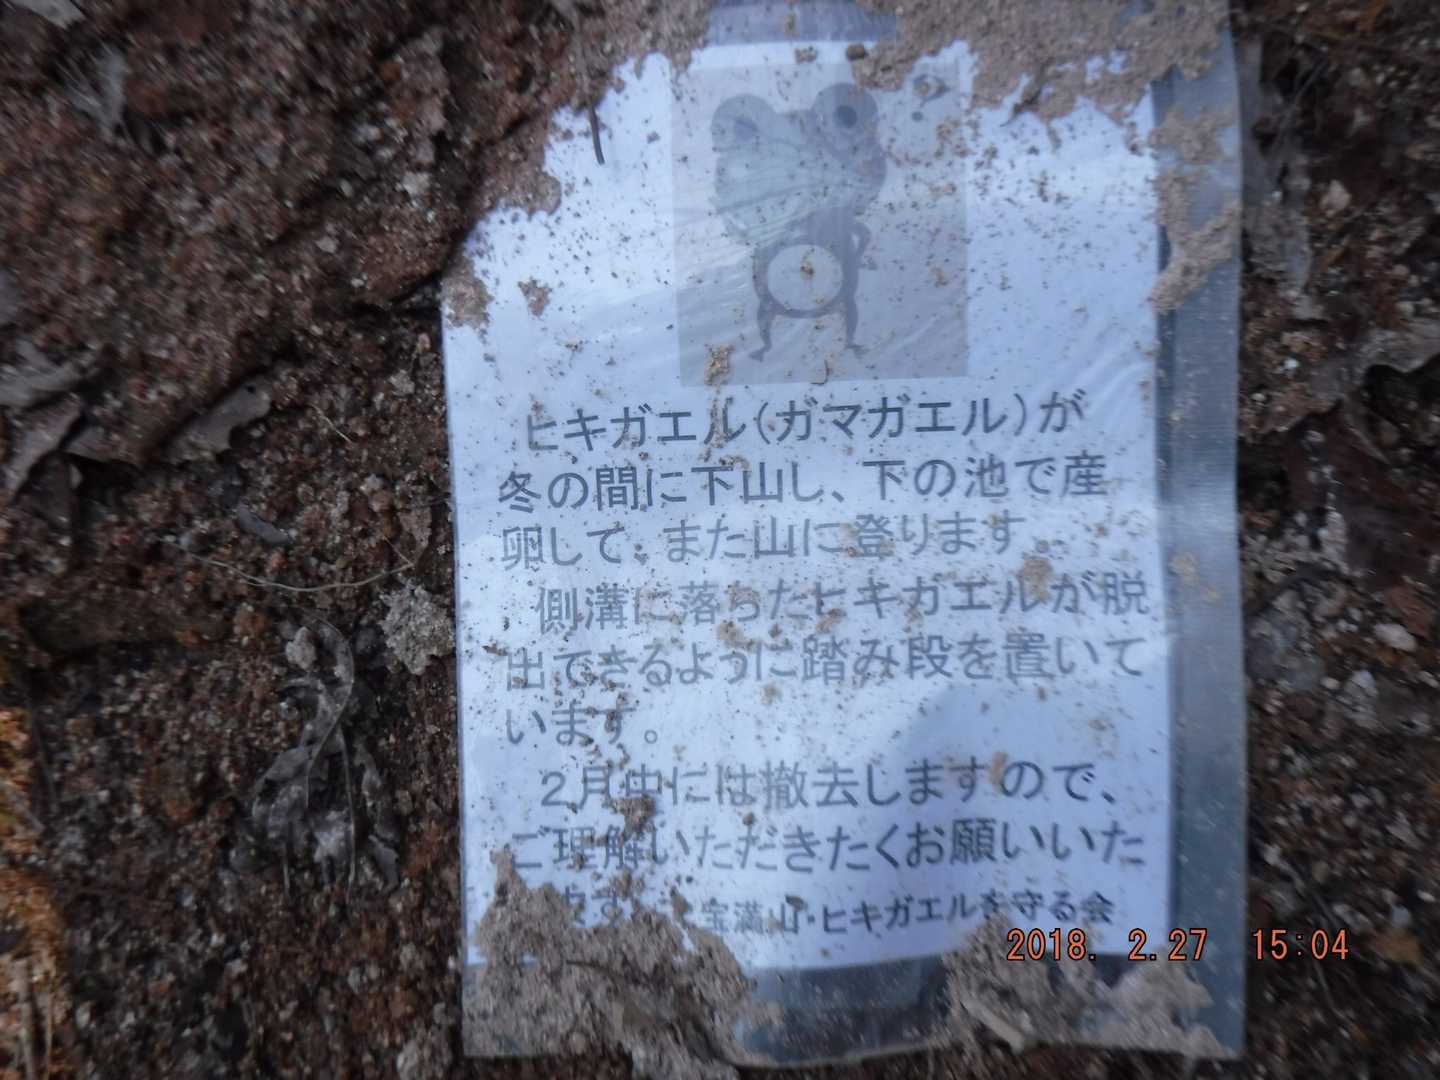 ?
ヒキガエル(ガマガエル)が
冬の間に下山し、下の池で産
卵して、また山に登ります。
側溝に落ちたヒキガエルが脱
出できるように踏み段を置いて
います。
２月中には撤去しますので、
ご理解いただきたくお願いいた
ます 宝満山・ヒキガエルを守る会
2018. 2.27 15:04